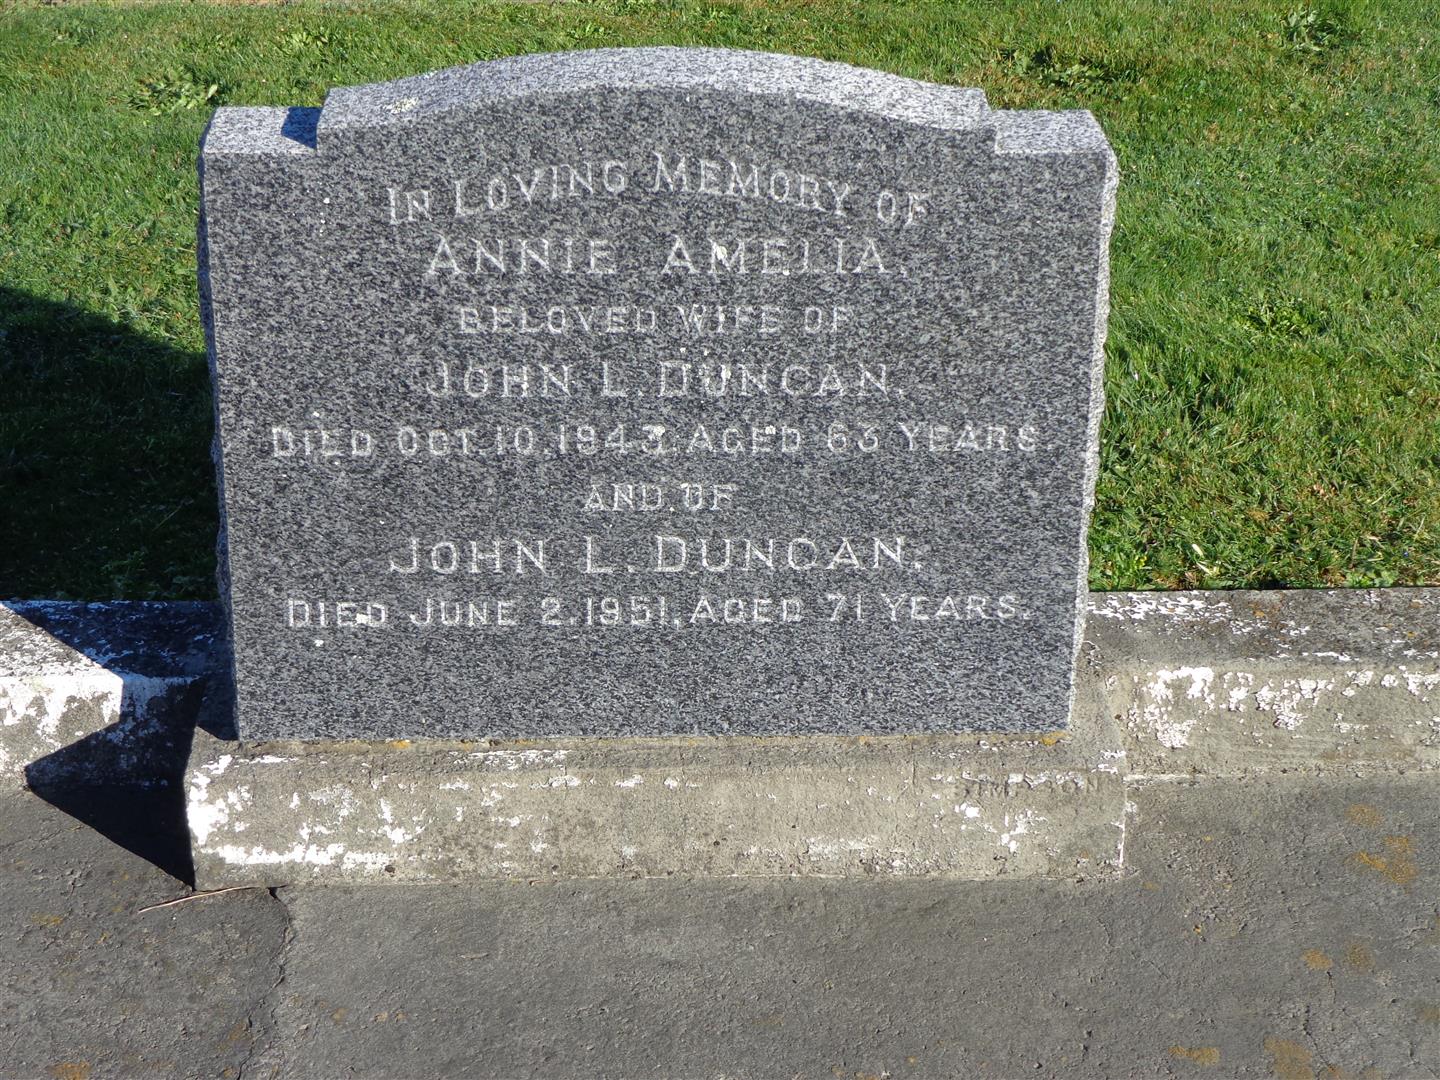 In Loving Memory of
Annie Amelia.
Beloved Wife of
John L. Duncan.
Died Oct. 10, 1943, Aged 63 Years.
And of
John L. Duncan.
Died June 2, 1951, Aged 71 Years.
SIMPSON